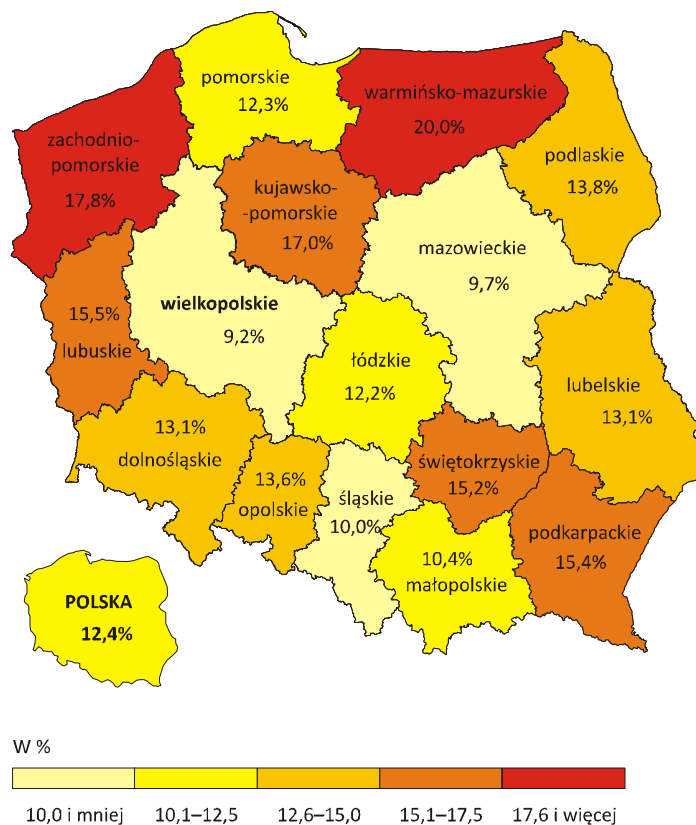 pomorskie
12,3%
warmińsko-mazurskie
20,0%
zachodnio-
pomorskie
17,8%
podlaskie
13,8%
kujawsko-
-pomorskie
17,0%
mazowieckie
9,7%
wielkopolskie
9,2%
15,5%
lubuskie
łódzkie
12,2%
lubelskie
13,1%
13,1%
dolnośląskie
13,6%
opolskie
śląskie
10,0%
świętokrzyskie
15,2%
podkarpackie
15,4%
10,4%
małopolskie
POLSKA
12,4%
W %
10,0 i mniej
10,1–12,5
12,6–15,0
15,1–17,5
17,6 i więcej